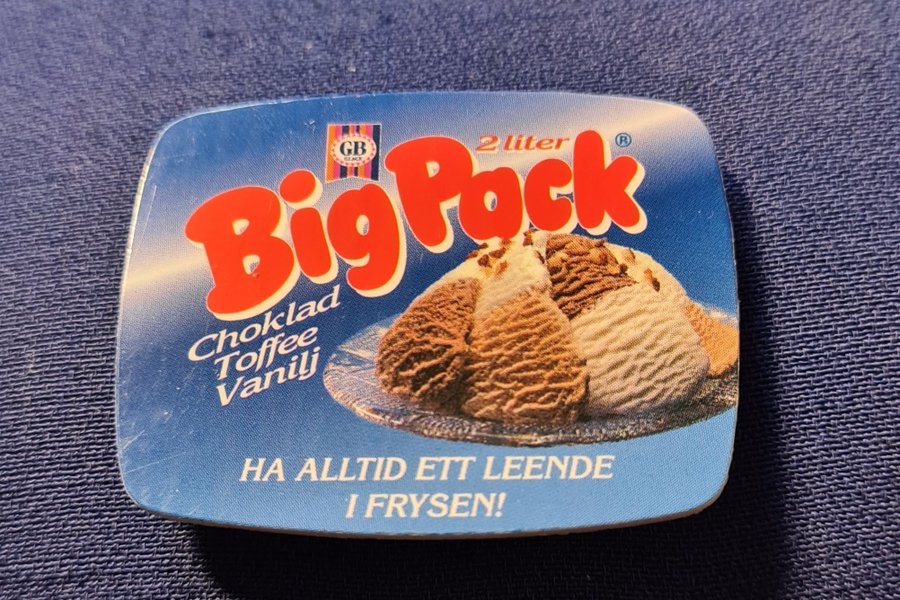 GB
GLACE
2 liter
Big Pack ®
Choklad
Toffee
Vanilj
HA ALLTID ETT LEENDE
I FRYSEN!